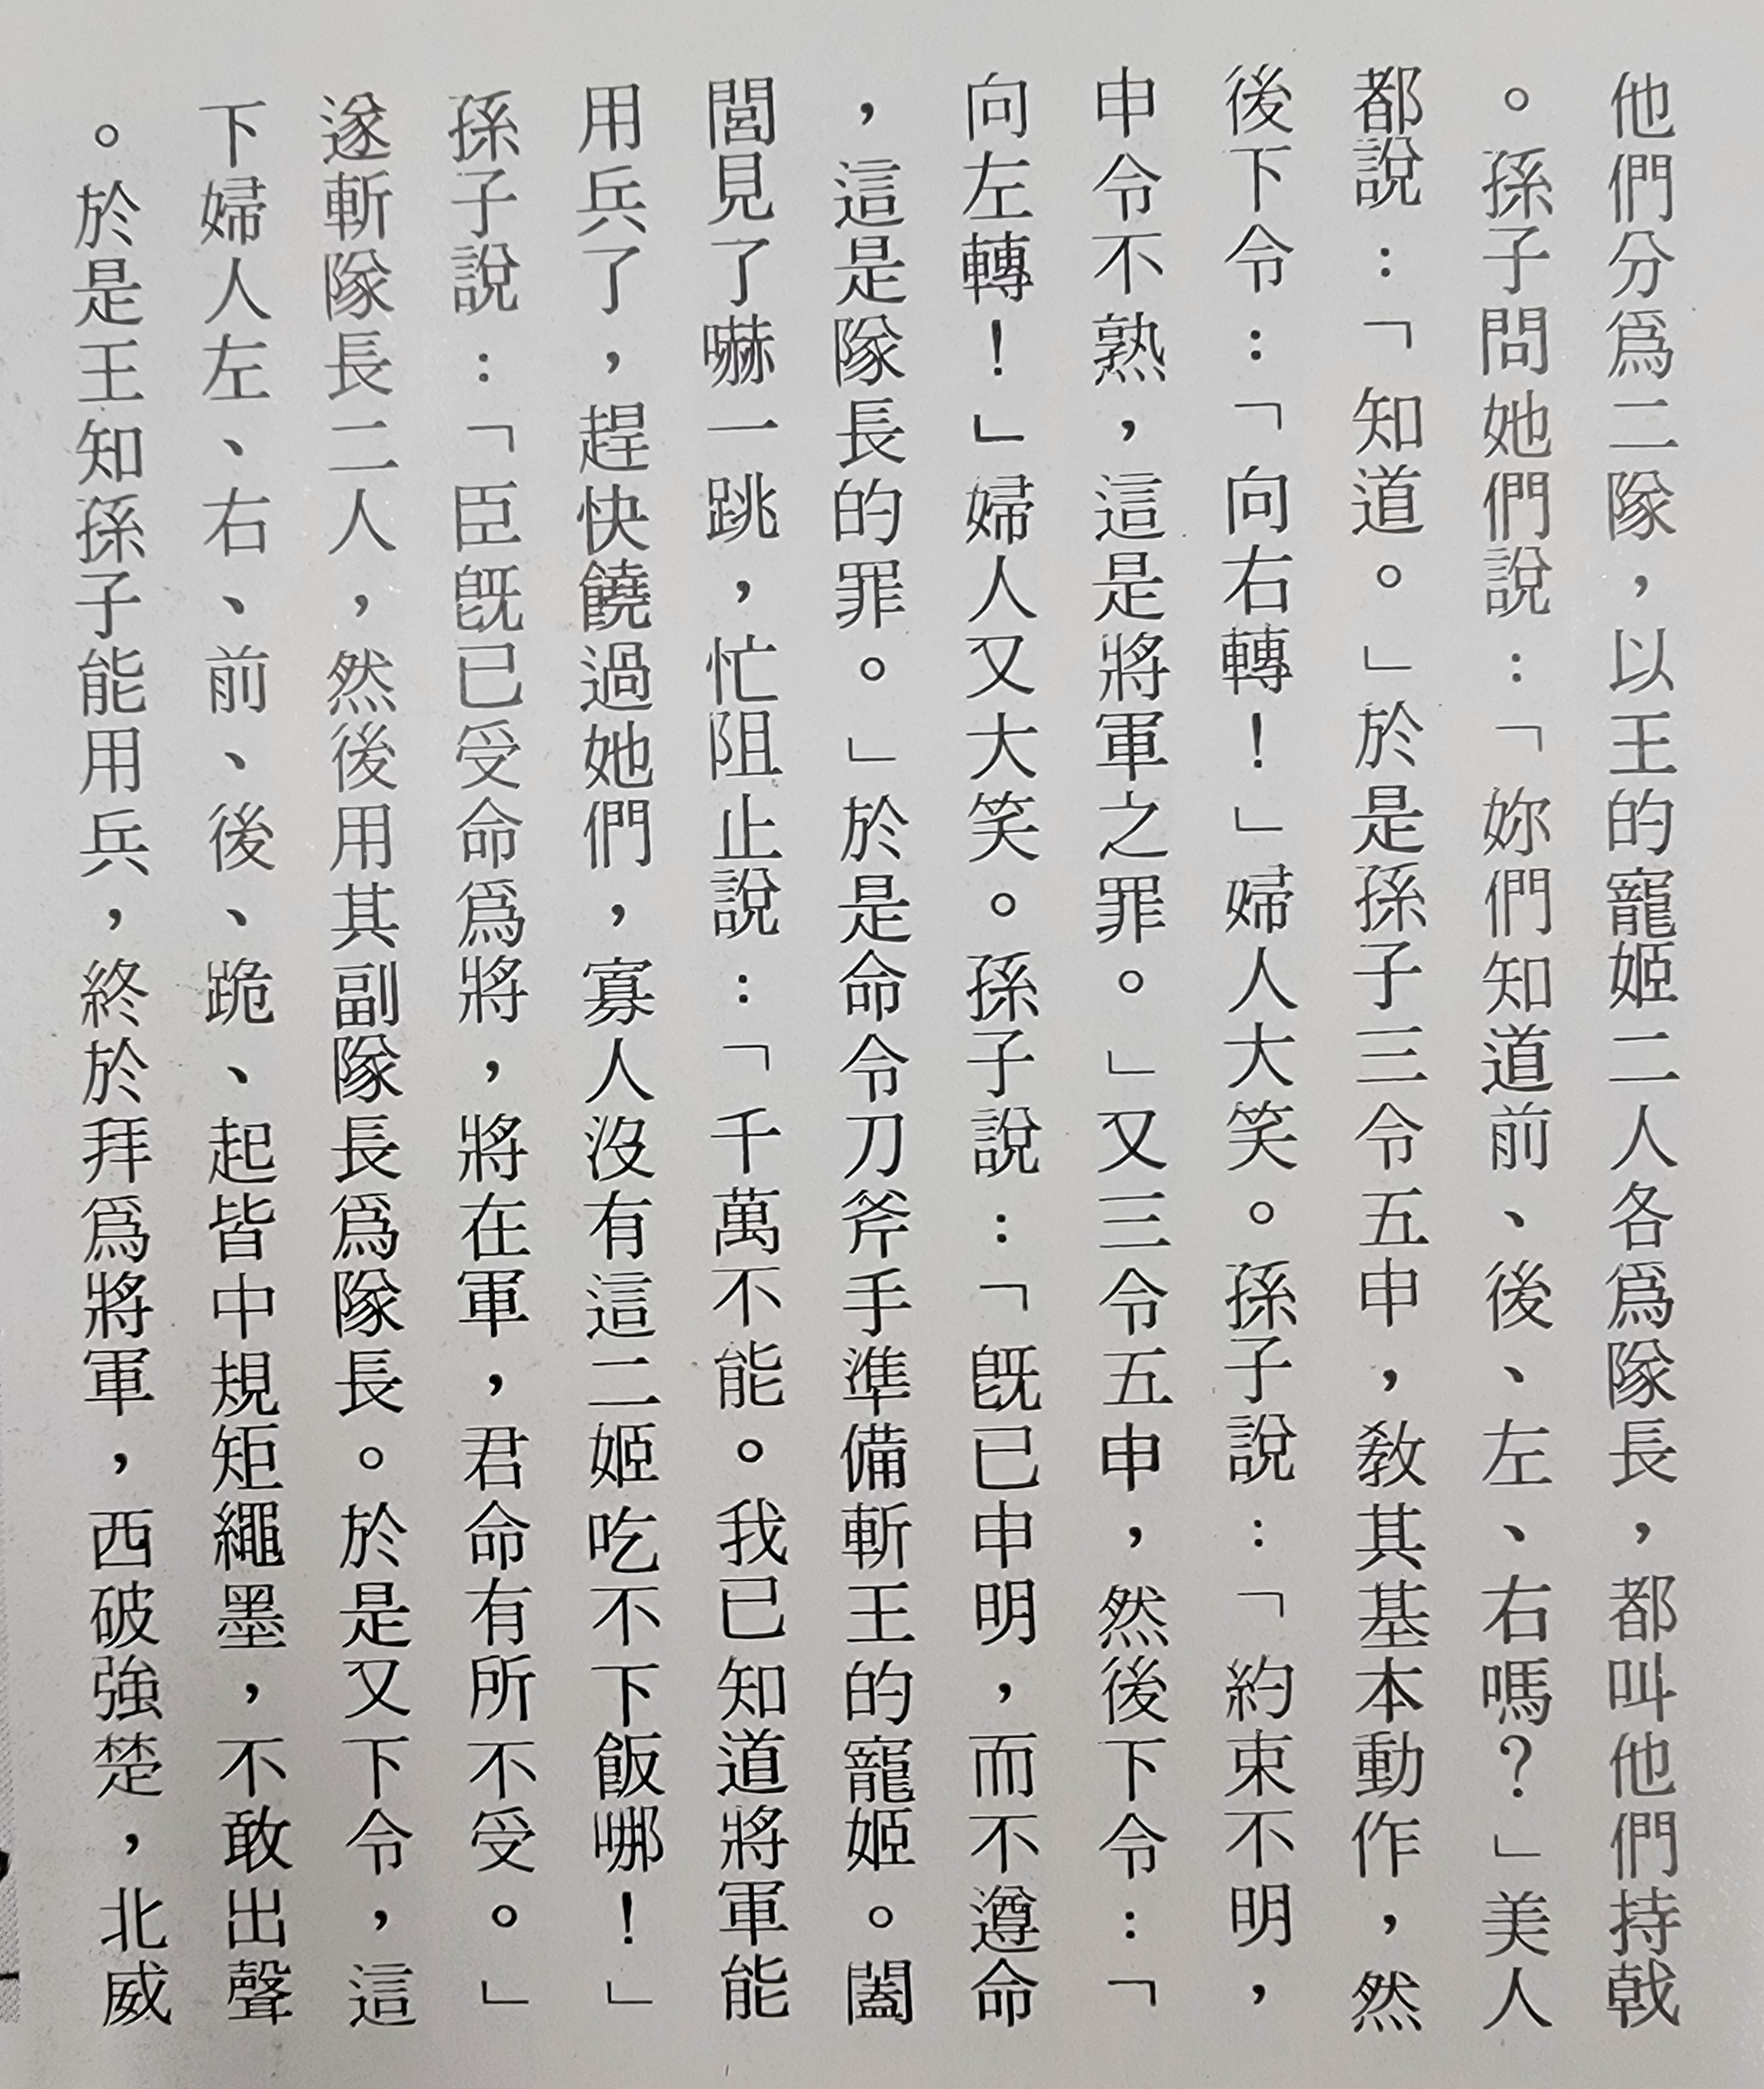 他們分爲二隊，以王的寵姬二人各爲隊長，都叫他們持戟
。孫子問她們說：「妳們知道前、後、左、右嗎？」美人
都說：「知道。」於是孫子三令五申，教其基本動作，然
後下令：「向右轉！」婦人大笑。孫子說：「約束不明，
申令不熟，這是將軍之罪。」又三令五申，然後下令：「
向左轉！」婦人又大笑。孫子說：「旣已申明，而不遵命
，這是隊長的罪。」於是命令刀斧手準備斬王的寵姬。闔
閭見了嚇一跳，忙阻止說：「千萬不能。我已知道將軍能
用兵了，趕快饒過她們，寡人沒有這二姬吃不下飯哪！」
孫子說：「臣旣已受命爲將，將在軍，君命有所不受。」
遂斬隊長二人，然後用其副隊長爲隊長。於是又下令，這
下婦人左、右、前、後、跪、起皆中規矩繩墨，不敢出聲
。於是王知孫子能用兵，終於拜爲將軍，西破強楚，北威